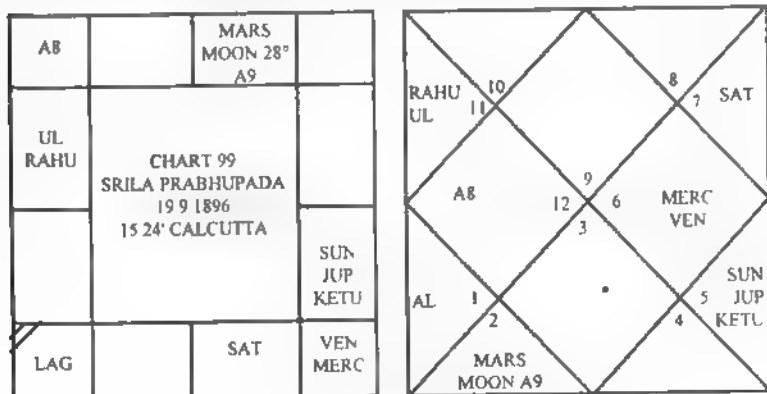 A8
MARS
MOON 28°
A9
UL
RAHU
CHART 99
SRILA PRABHUPADA
19 9 1896
15 24' CALCUTTA
SUN
JUP
KETU
LAG
SAT
VEN
MERC
RAHU
UL
10
11
8
7
SAT
A8
9
12
6
3
MERC
VEN
AL
1
2
5
4
SUN
JUP
KETU
MARS
MOON A9